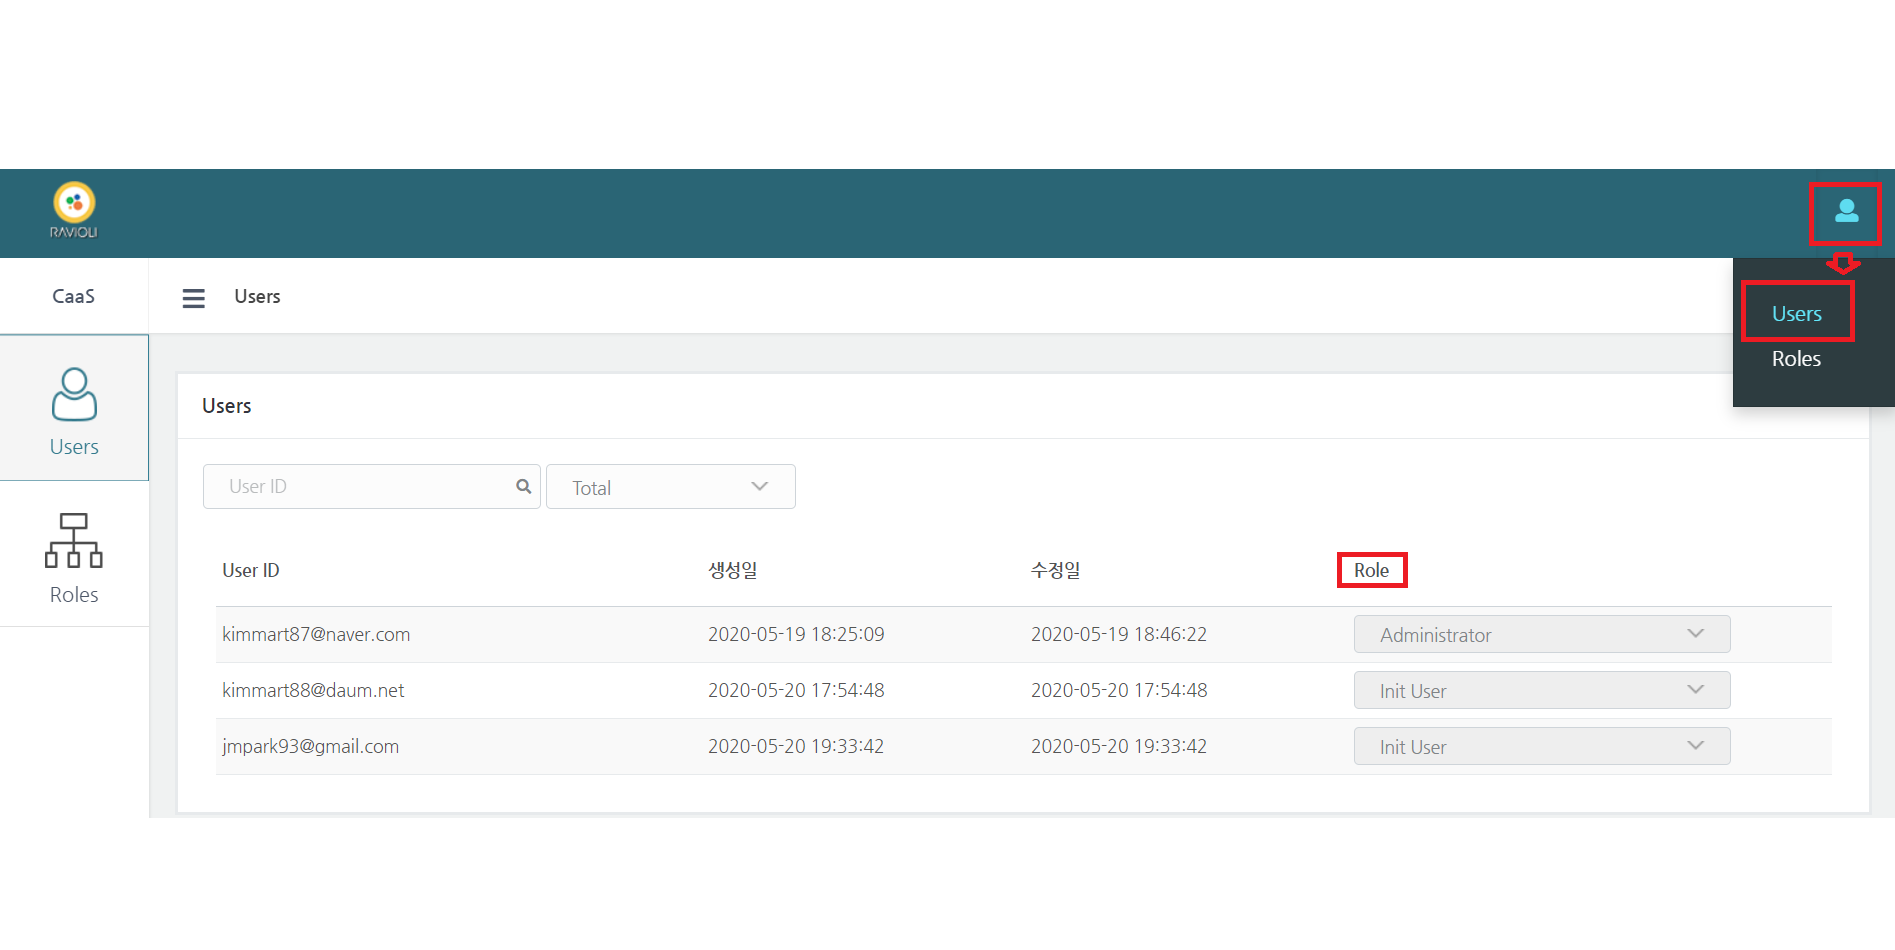 RAVIOLI
CaaS
Users
Users
Roles
Users
Users
Roles
User ID
Total
User ID 생성일 수정일 Role
kimmart87@naver.com 2020-05-19 18:25:09 2020-05-19 18:46:22 Administrator
kimmart88@daum.net 2020-05-20 17:54:48 2020-05-20 17:54:48 Init User
jmpark93@gmail.com 2020-05-20 19:33:42 2020-05-20 19:33:42 Init User